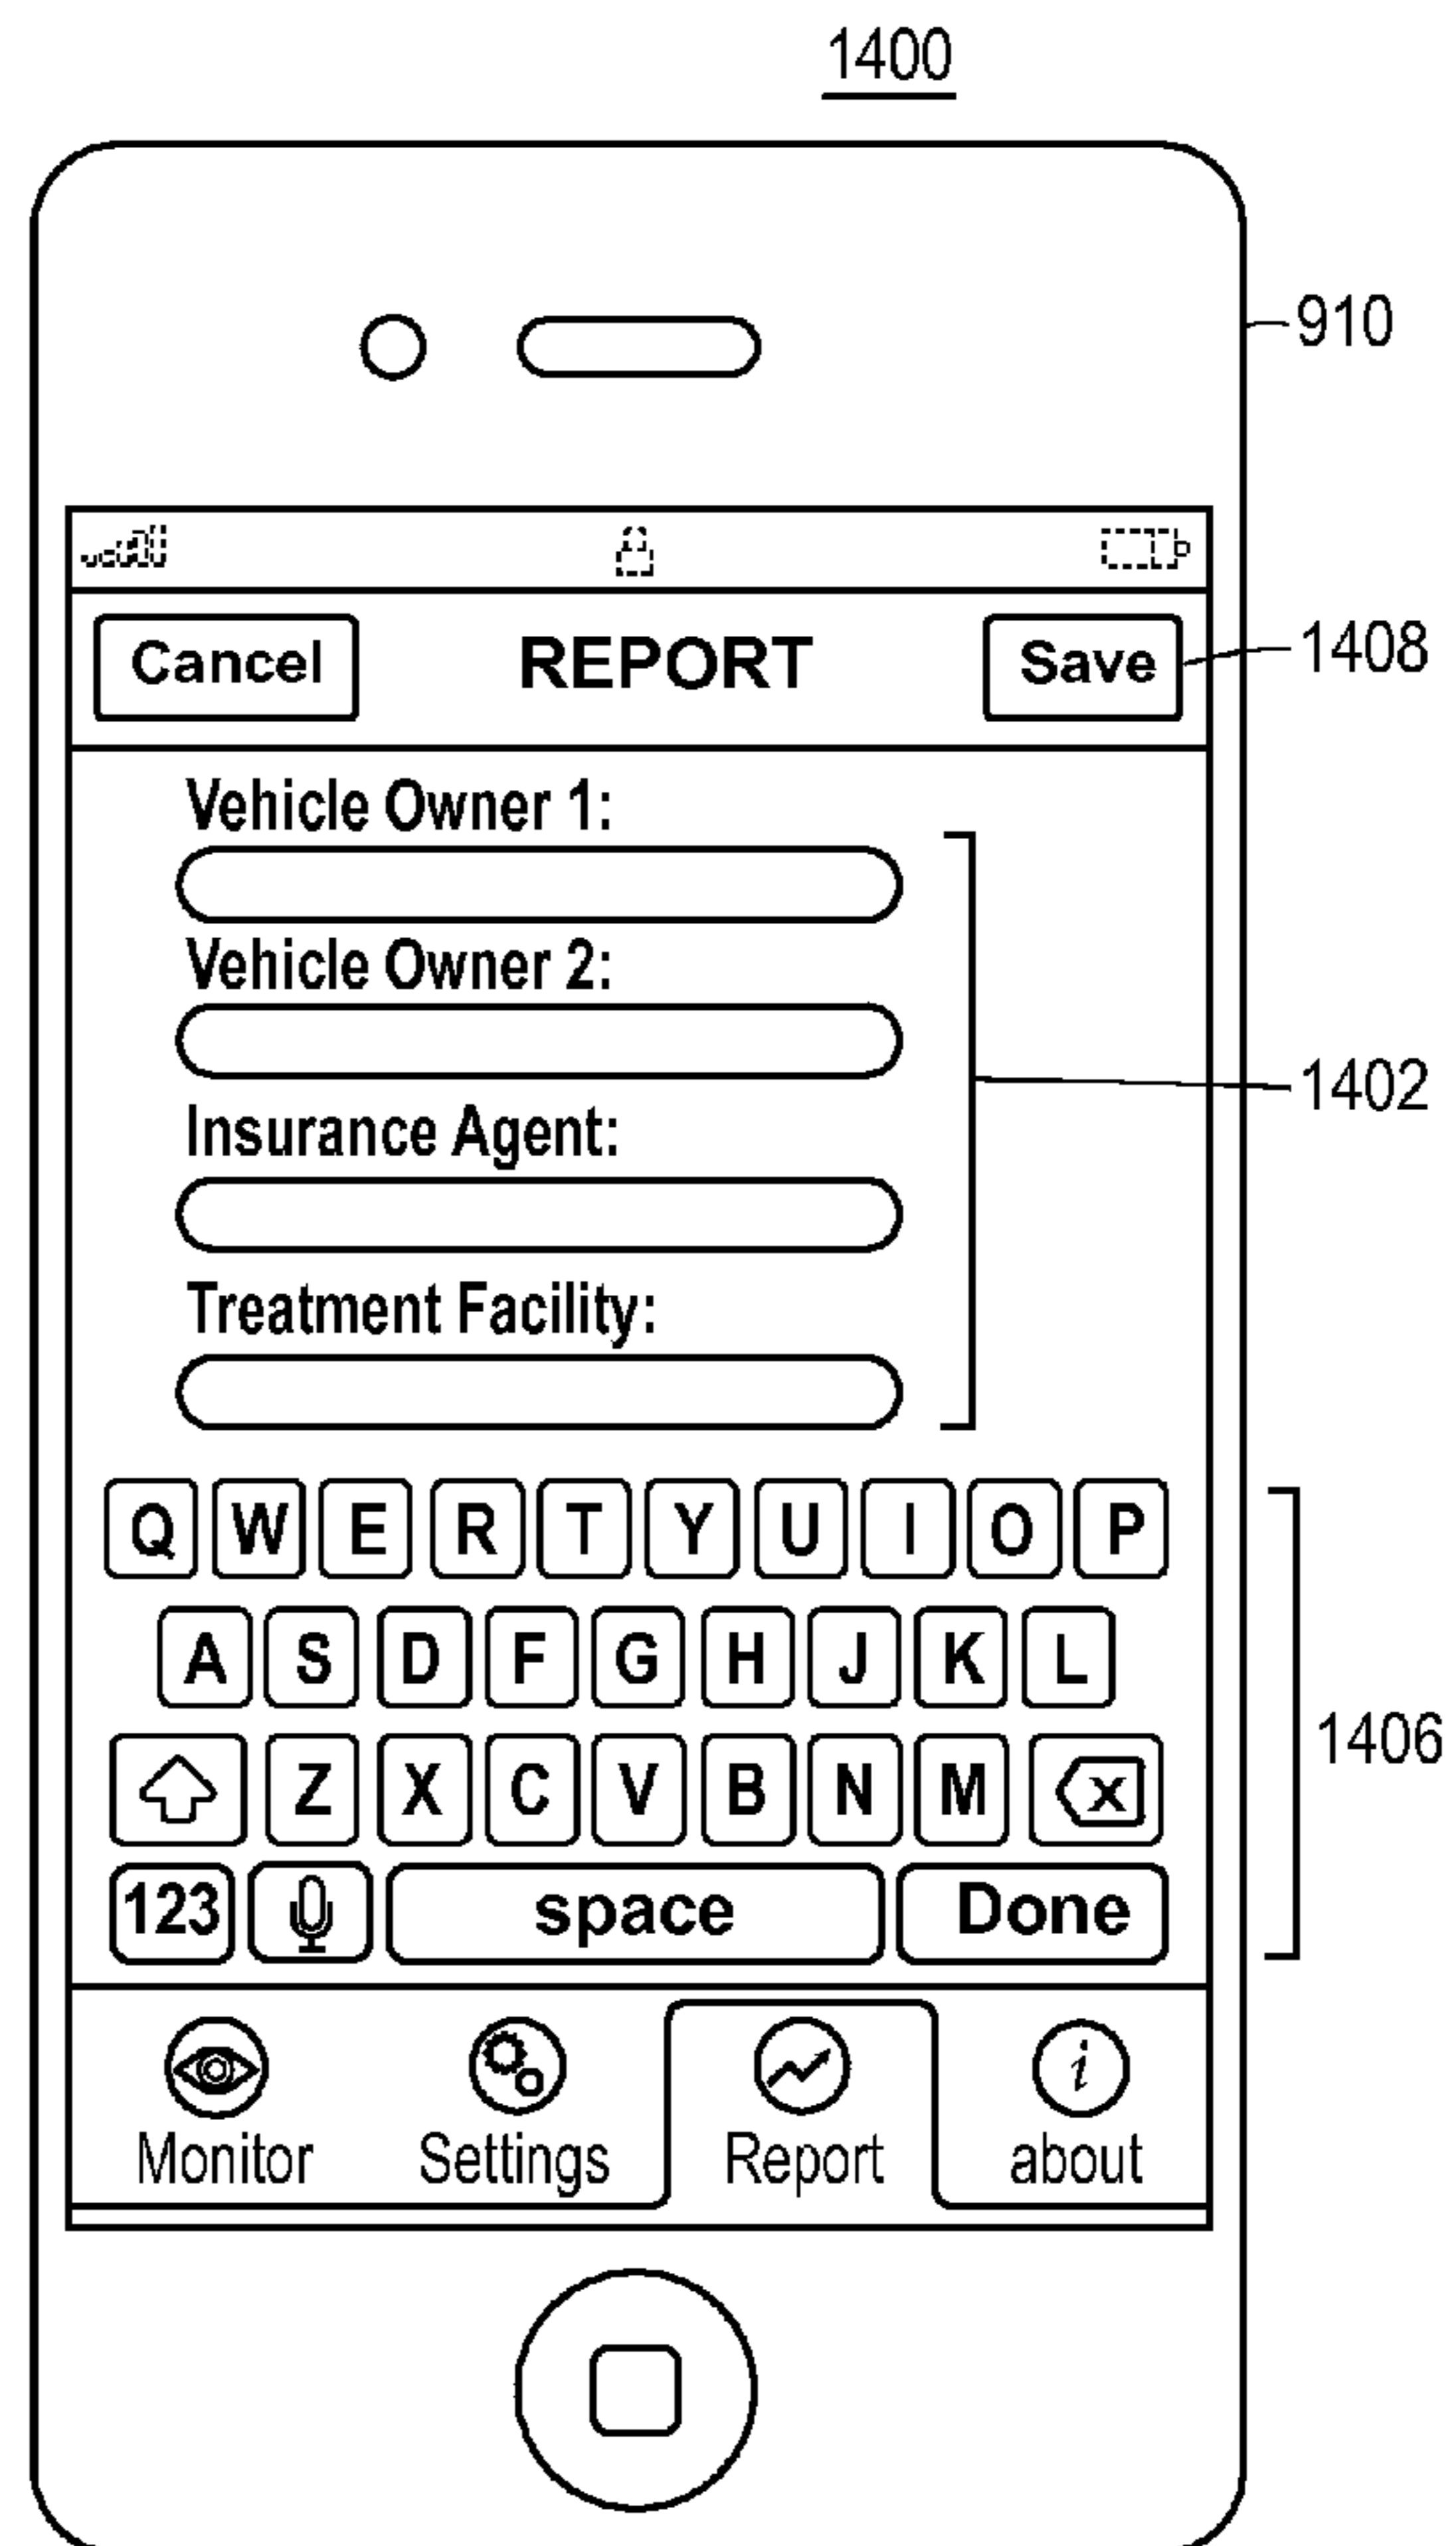 1400
910
Cancel REPORT Save
1408
Vehicle Owner 1:
Vehicle Owner 2:
1402
Insurance Agent:
Treatment Facility:
Q W E R T Y U I O P
A S D F G H J K L
1406
Z X C V B N M X
123 space Done
i
Monitor Settings Report about